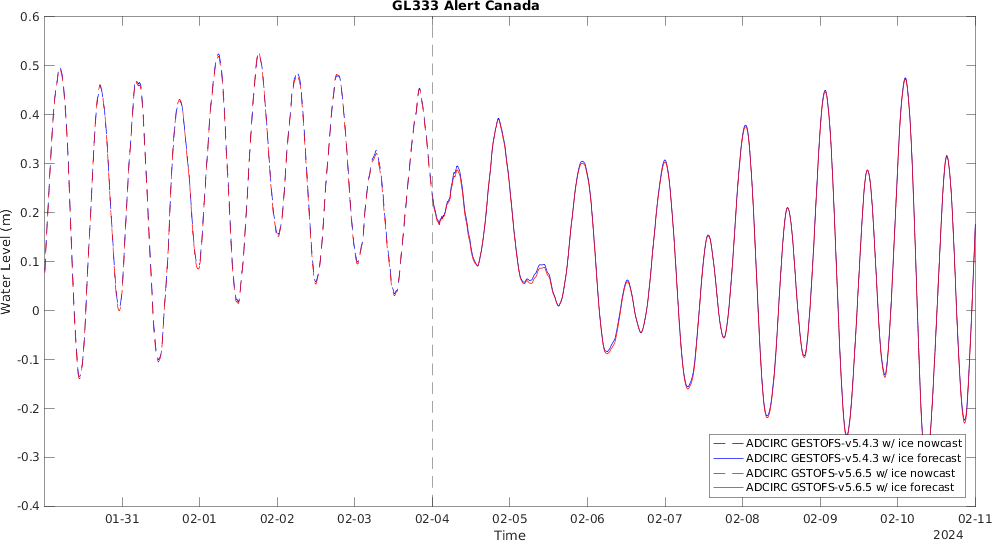 GL333 Alert Canada
0.6
0.5
0.4
0.3
0.2
0.1
0
-0.1
-0.2
-0.3
-0.4
Water Level (m)
01-31 02-01 02-02 02-03 02-04 02-05 02-06 02-07 02-08 02-09 02-10 02-11
Time
2024
ADCIRC GESTOFS-v5.4.3 w/ ice nowcast
ADCIRC GESTOFS-v5.4.3 w/ ice forecast
ADCIRC GSTOFS-v5.6.5 w/ ice nowcast
ADCIRC GSTOFS-v5.6.5 w/ ice forecast